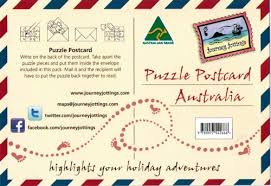 Puzzle Postcard
Write on the back of the postcard. Take apart the
puzzle pieces and put them inside the envelope
included in this pack. Mail it and the recipient will
have to put the puzzle back together to read!
www.journeyjottings.com
maps@journeyjottings.com
twitter.com/journeyjottings
facebook.com/journeyjottings
AUSTRALIAN MADE
Journey Jottings
Puzzle Postcard
Australia
highlights your holiday adventures